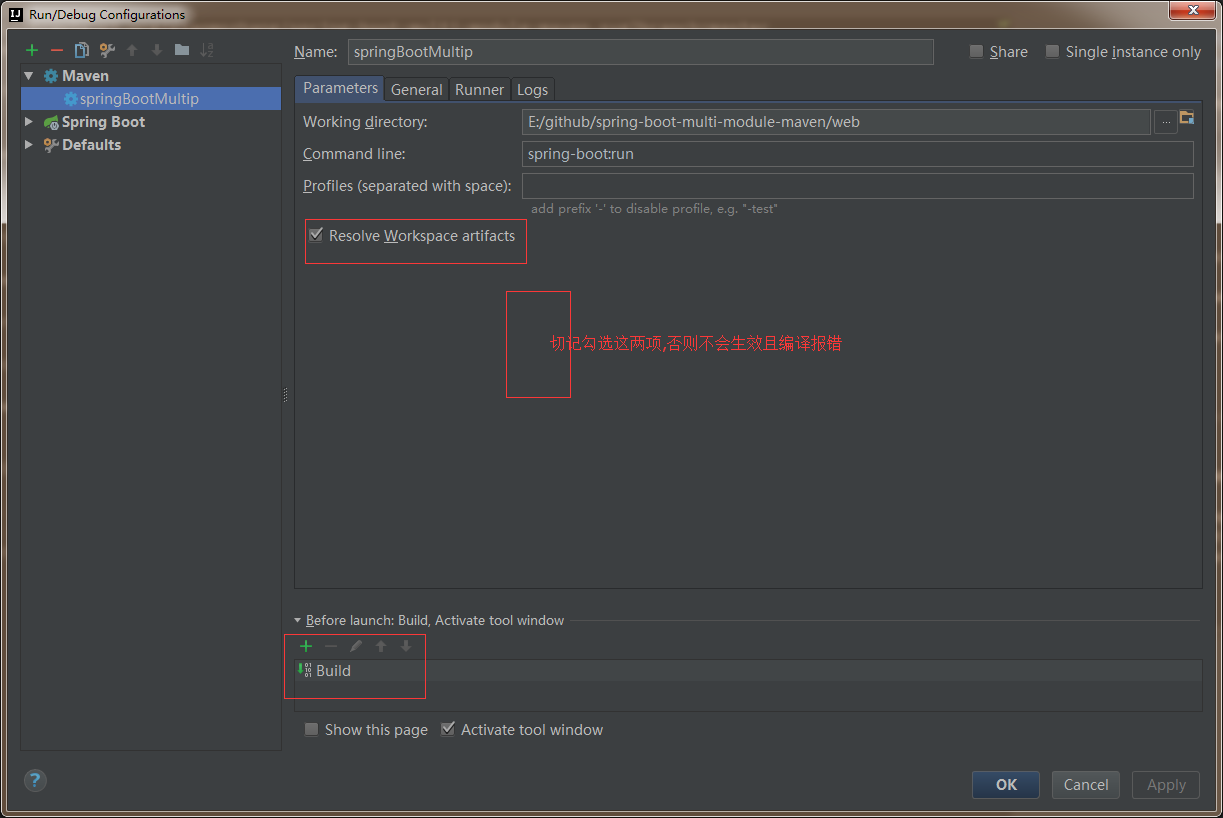 Run/Debug Configurations
Name: springBootMultip
Share
Single instance only
Maven
springBootMultip
Spring Boot
Defaults
Parameters General Runner Logs
Working directory: E:/github/spring-boot-multi-module-maven/web ...
Command line: spring-boot:run
Profiles (separated with space):
add prefix '-' to disable profile, e.g. "-test"
Resolve Workspace artifacts
切记勾选这两项,否则不会生效且编译报错
Before launch: Build, Activate tool window
Build
Show this page
Activate tool window
?
OK Cancel Apply